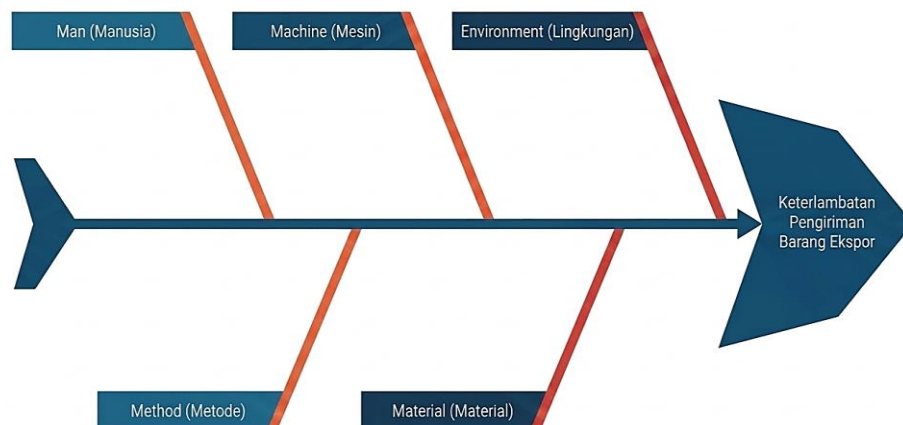 Man (Manusia)
Machine (Mesin)
Environment (Lingkungan)
Keterlambatan
Pengiriman
Barang Ekspor
Method (Metode)
Material (Material)